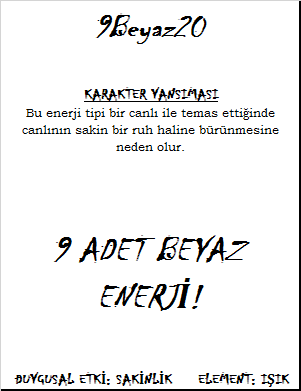 9Beyaz20
KARAKTER YANSIMASI
Bu enerji tipi bir canlı ile temas ettiğinde
canlının sakin bir ruh haline bürünmesine
neden olur.
9 ADET BEYAZ
ENERJİ!
DUYGUSAL ETKİ: SAKİNLİK ELEMENT: IŞIK